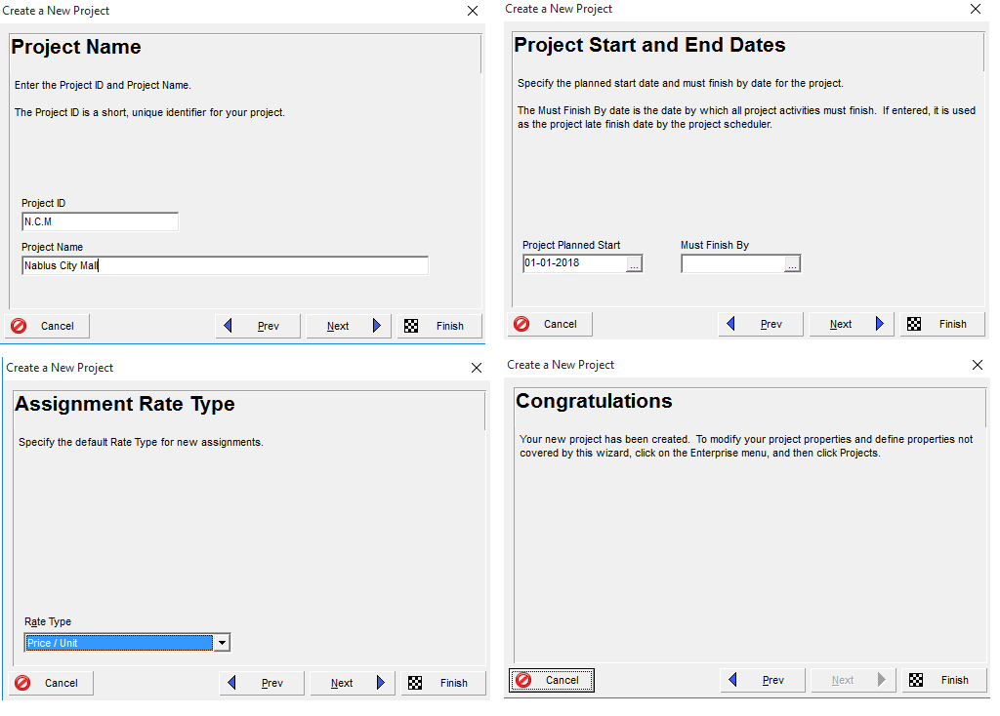 Create a New Project
Project Name
Enter the Project ID and Project Name.
The Project ID is a short, unique identifier for your project.
Project ID
N.C.M
Project Name
Nablus City Mall
Cancel
Prev
Next
Finish
Create a New Project
Project Start and End Dates
Specify the planned start date and must finish by date for the project.
The Must Finish By date is the date by which all project activities must finish.  If entered, it is used
as the project late finish date by the project scheduler.
Project Planned Start
Must Finish By
01-01-2018
...
...
Cancel
Prev
Next
Finish
Create a New Project
Assignment Rate Type
Specify the default Rate Type for new assignments.
Rate Type
Price / Unit
Cancel
Prev
Next
Finish
Create a New Project
Congratulations
Your new project has been created.  To modify your project properties and define properties not
covered by this wizard, click on the Enterprise menu, and then click Projects.
Cancel
Prev
Next
Finish